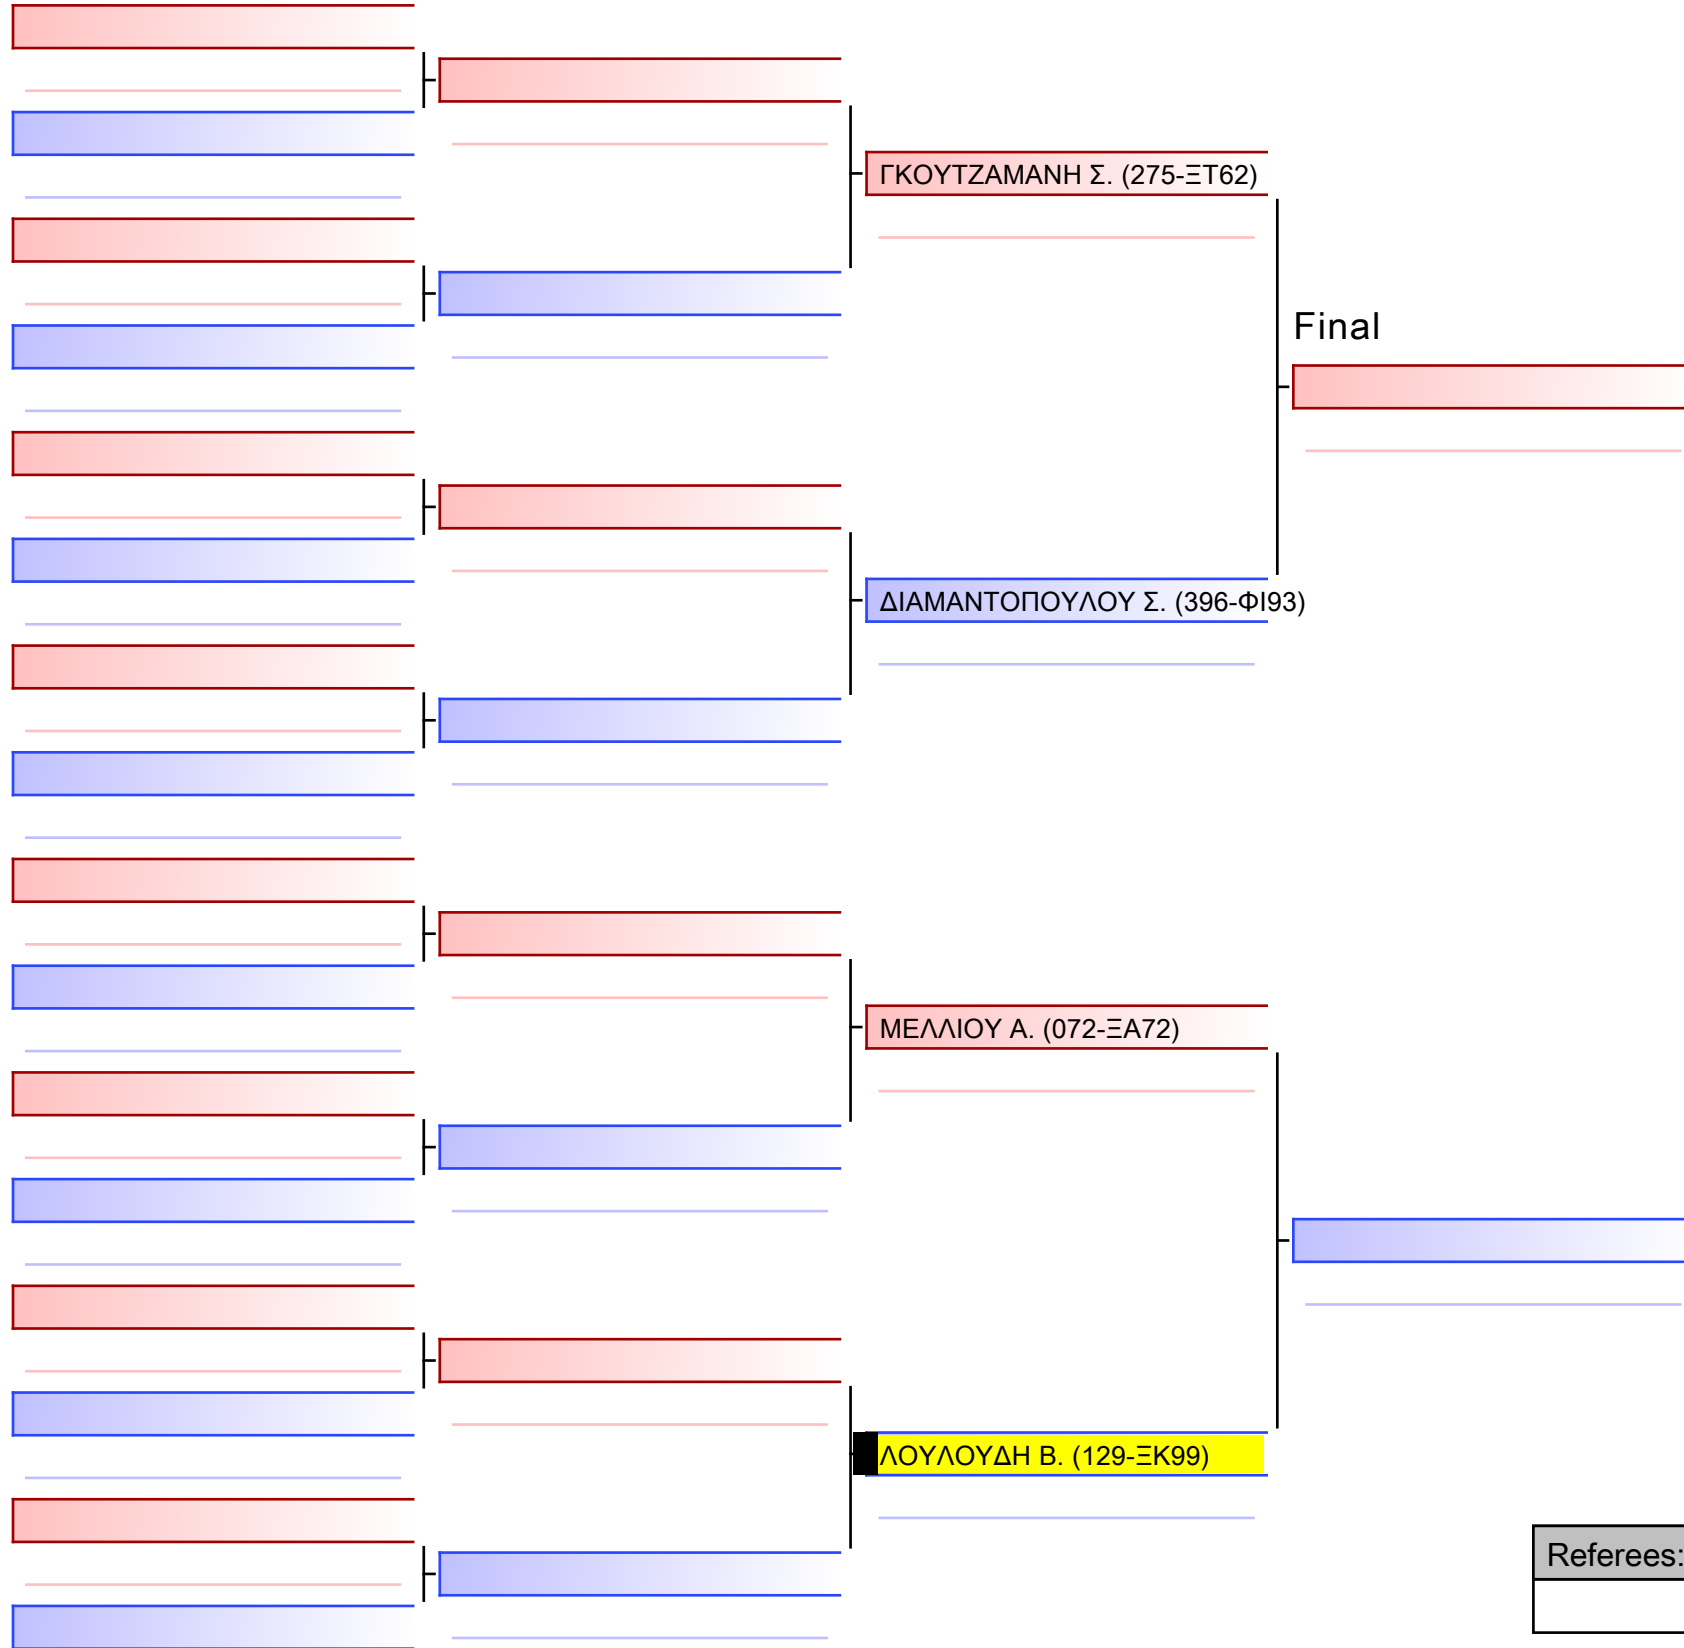 ΓΚΟΥΤΖΑΜΑΝΗ Σ. (275-ΞΤ62)
Final
ΔΙΑΜΑΝΤΟΠΟΥΛΟΥ Σ. (396-ΦΙ93)
ΜΕΛΛΙΟΥ Α. (072-ΞΑ72)
ΛΟΥΛΟΥΔΗ Β. (129-ΞΚ99)
Referees: